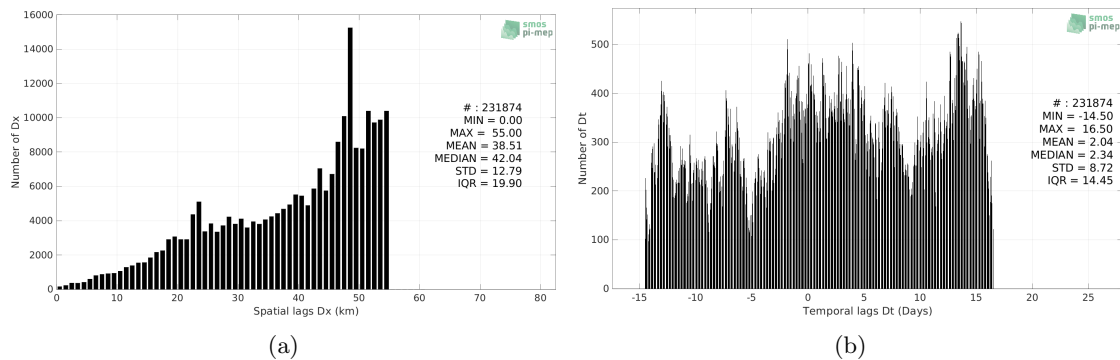 16000
14000
12000
10000
8000
6000
4000
2000
0
Number of Dx
0
10
20
30
40
50
60
70
80
Spatial lags Dx (km)
smos
pi-mep
# : 231874
MIN = 0.00
MAX = 55.00
MEAN = 38.51
MEDIAN = 42.04
STD = 12.79
IQR = 19.90
(a)
500
400
300
200
100
0
Number of Dt
-15
-10
-5
0
5
10
15
20
25
Temporal lags Dt (Days)
smos
pi-mep
# : 231874
MIN = -14.50
MAX = 16.50
MEAN = 2.04
MEDIAN = 2.34
STD = 8.72
IQR = 14.45
(b)